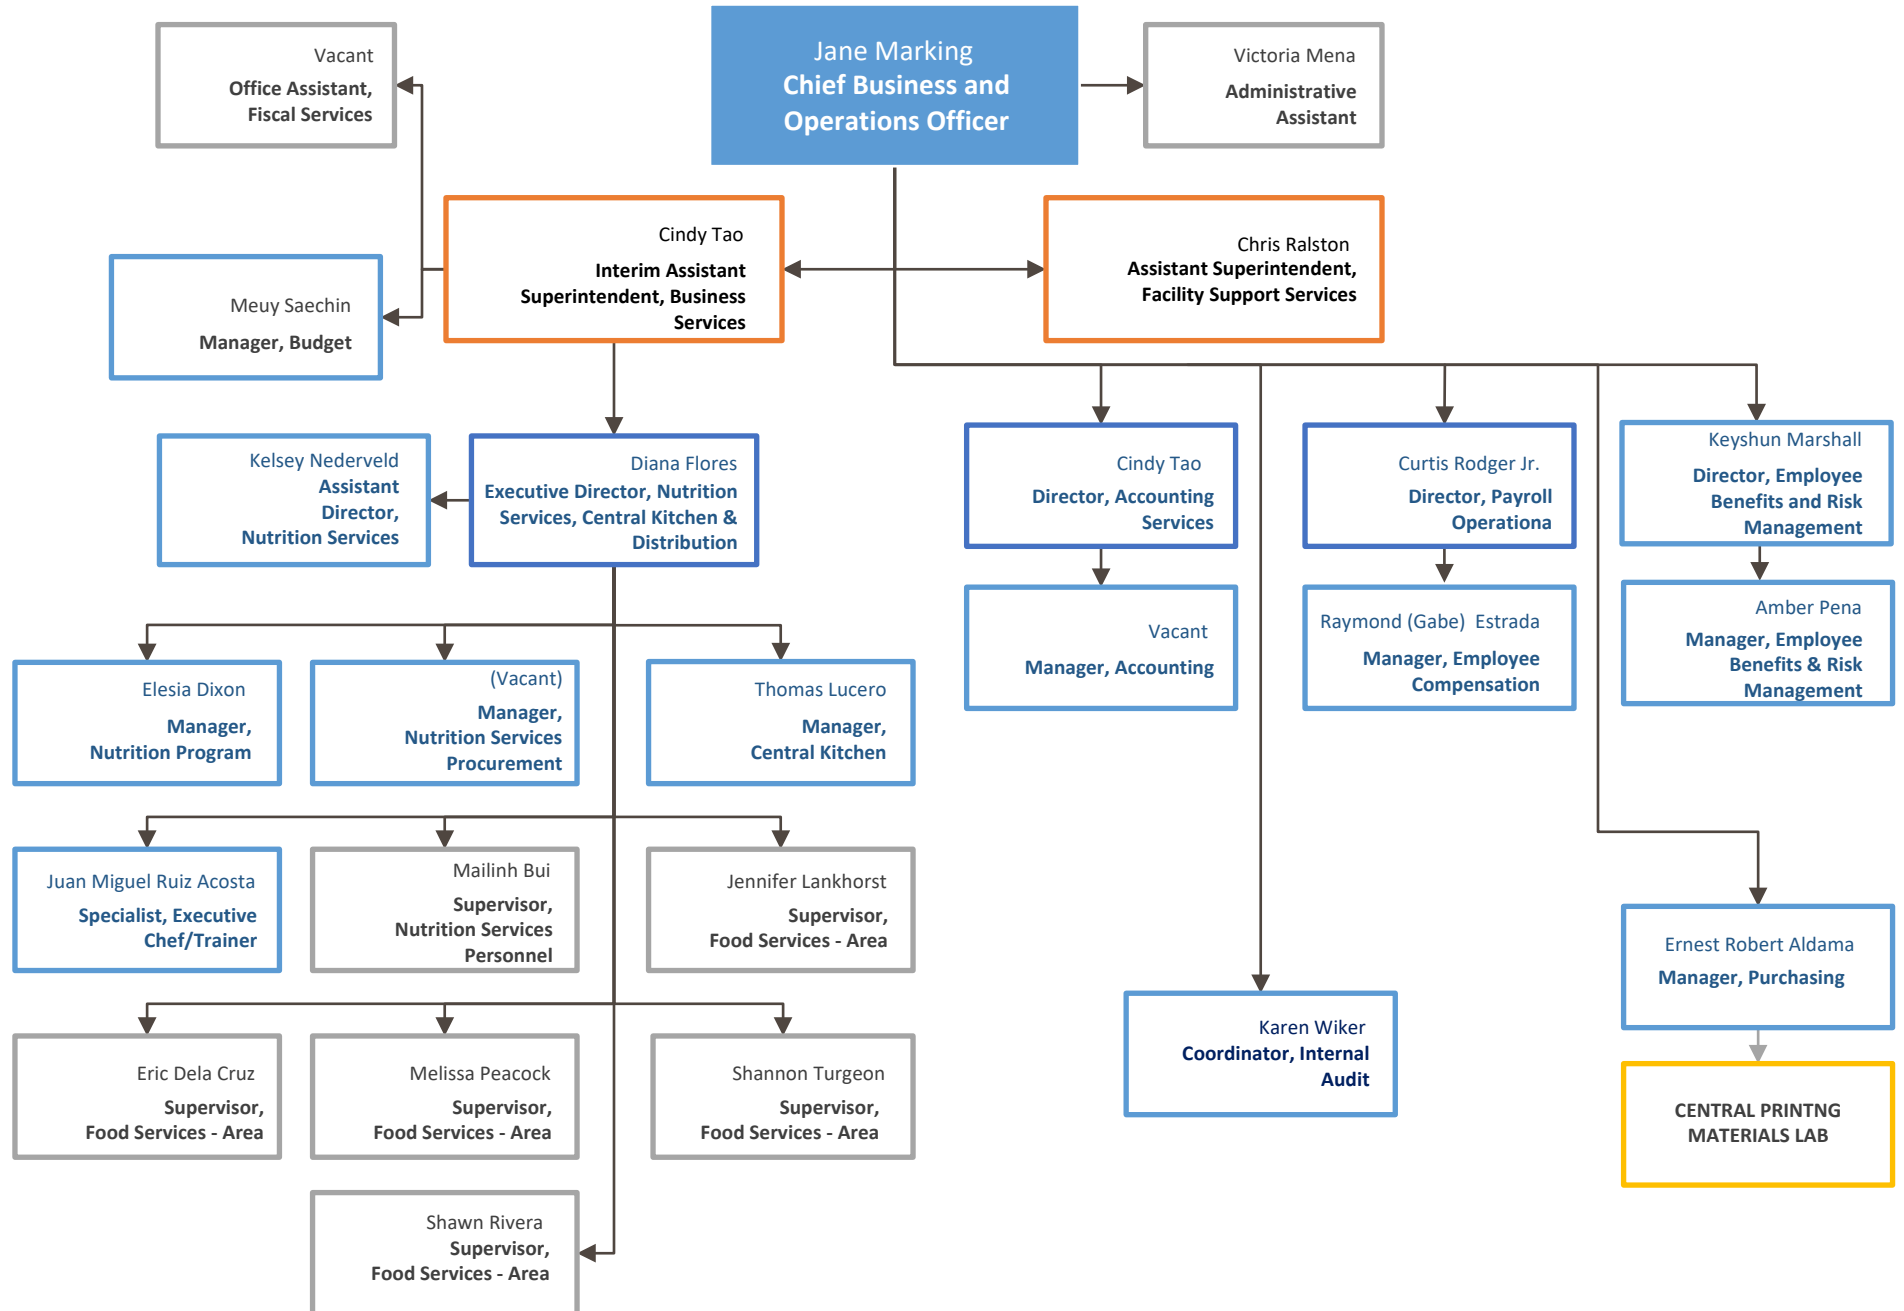 Jane Marking
Chief Business and
Operations Officer
Vacant
Office Assistant,
Fiscal Services
Victoria Mena
Administrative
Assistant
Cindy Tao
Interim Assistant
Superintendent, Business
Services
Chris Ralston
Assistant Superintendent,
Facility Support Services
Meuy Saechin
Manager, Budget
Kelsey Nederveld
Assistant
Director,
Nutrition Services
Diana Flores
Executive Director, Nutrition
Services, Central Kitchen &
Distribution
Cindy Tao
Director, Accounting
Services
Curtis Rodger Jr.
Director, Payroll
Operationa
Keyshun Marshall
Director, Employee
Benefits and Risk
Management
Vacant
Manager, Accounting
Raymond (Gabe) Estrada
Manager, Employee
Compensation
Amber Pena
Manager, Employee
Benefits & Risk
Management
Elesia Dixon
Manager,
Nutrition Program
(Vacant)
Manager,
Nutrition Services
Procurement
Thomas Lucero
Manager,
Central Kitchen
Juan Miguel Ruiz Acosta
Specialist, Executive
Chef/Trainer
Mailinh Bui
Supervisor,
Nutrition Services
Personnel
Jennifer Lankhorst
Supervisor,
Food Services - Area
Ernest Robert Aldama
Manager, Purchasing
Karen Wiker
Coordinator, Internal
Audit
Eric Dela Cruz
Supervisor,
Food Services - Area
Melissa Peacock
Supervisor,
Food Services - Area
Shannon Turgeon
Supervisor,
Food Services - Area
CENTRAL PRINTNG
MATERIALS LAB
Shawn Rivera
Supervisor,
Food Services - Area